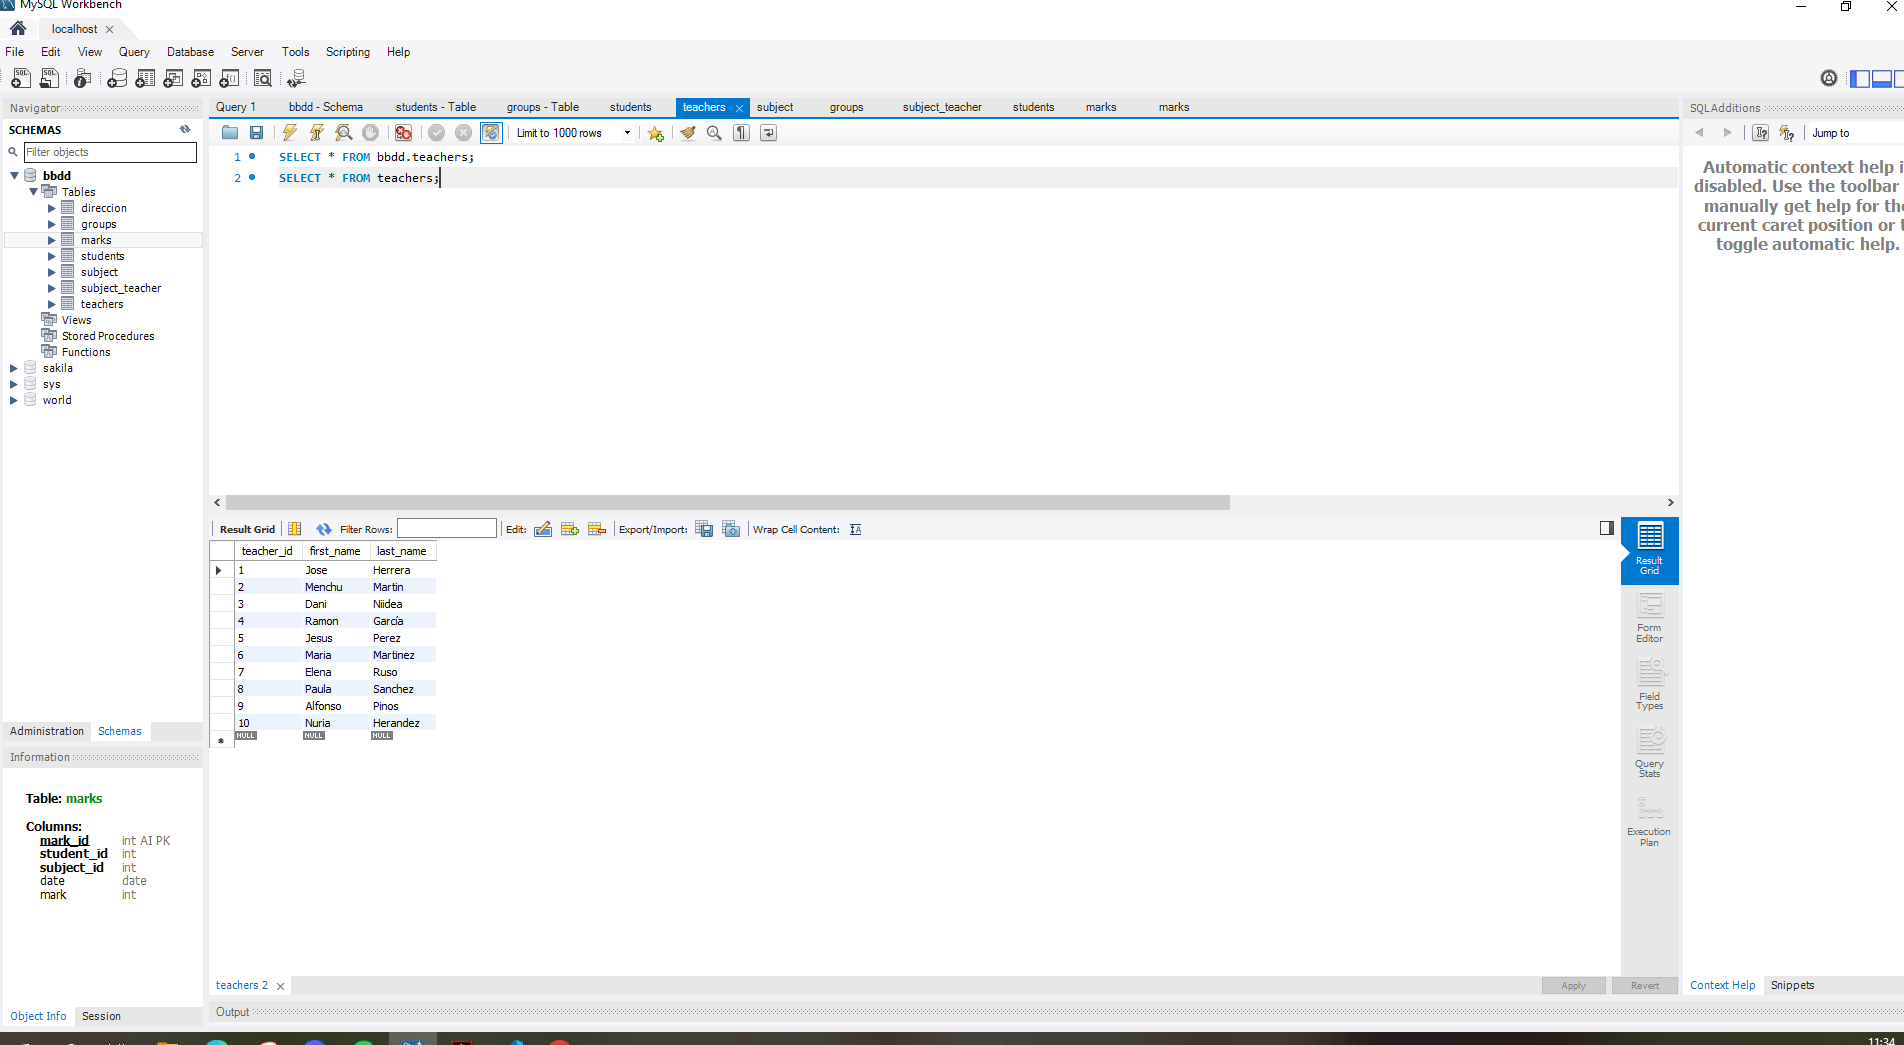 MySQL Workbench
localhost
File Edit View Query Database Server Tools Scripting Help
Navigator
SCHEMAS
Filter objects
bbdd
Tables
direccion
groups
marks
students
subject
subject_teacher
teachers
Views
Stored Procedures
Functions
sakila
sys
world
Administration Schemas
Information
Table: marks
Columns:
mark_id int AI PK
student_id int
subject_id int
date date
mark int
Object Info Session
Query 1 bbdd - Schema students - Table groups - Table students teachers subject groups subject_teacher students marks marks
Limit to 1000 rows
1 SELECT * FROM bbdd.teachers;
2 SELECT * FROM teachers;
Result Grid Filter Rows: Edit: Export/Import: Wrap Cell Content:
teacher_id first_name last_name
1 Jose Herrera
2 Menchu Martin
3 Dani Niidea
4 Ramon García
5 Jesus Perez
6 Maria Martinez
7 Elena Ruso
8 Paula Sanchez
9 Alfonso Pinos
10 Nuria Herandez
NULL NULL NULL
Result
Grid
Form
Editor
Field
Types
Query
Stats
Execution
Plan
teachers 2
Apply Revert
Output
SQLAdditions
Jump to
Automatic context help i
disabled. Use the toolbar
manually get help for the
current caret position or t
toggle automatic help.
Context Help Snippets
11:34